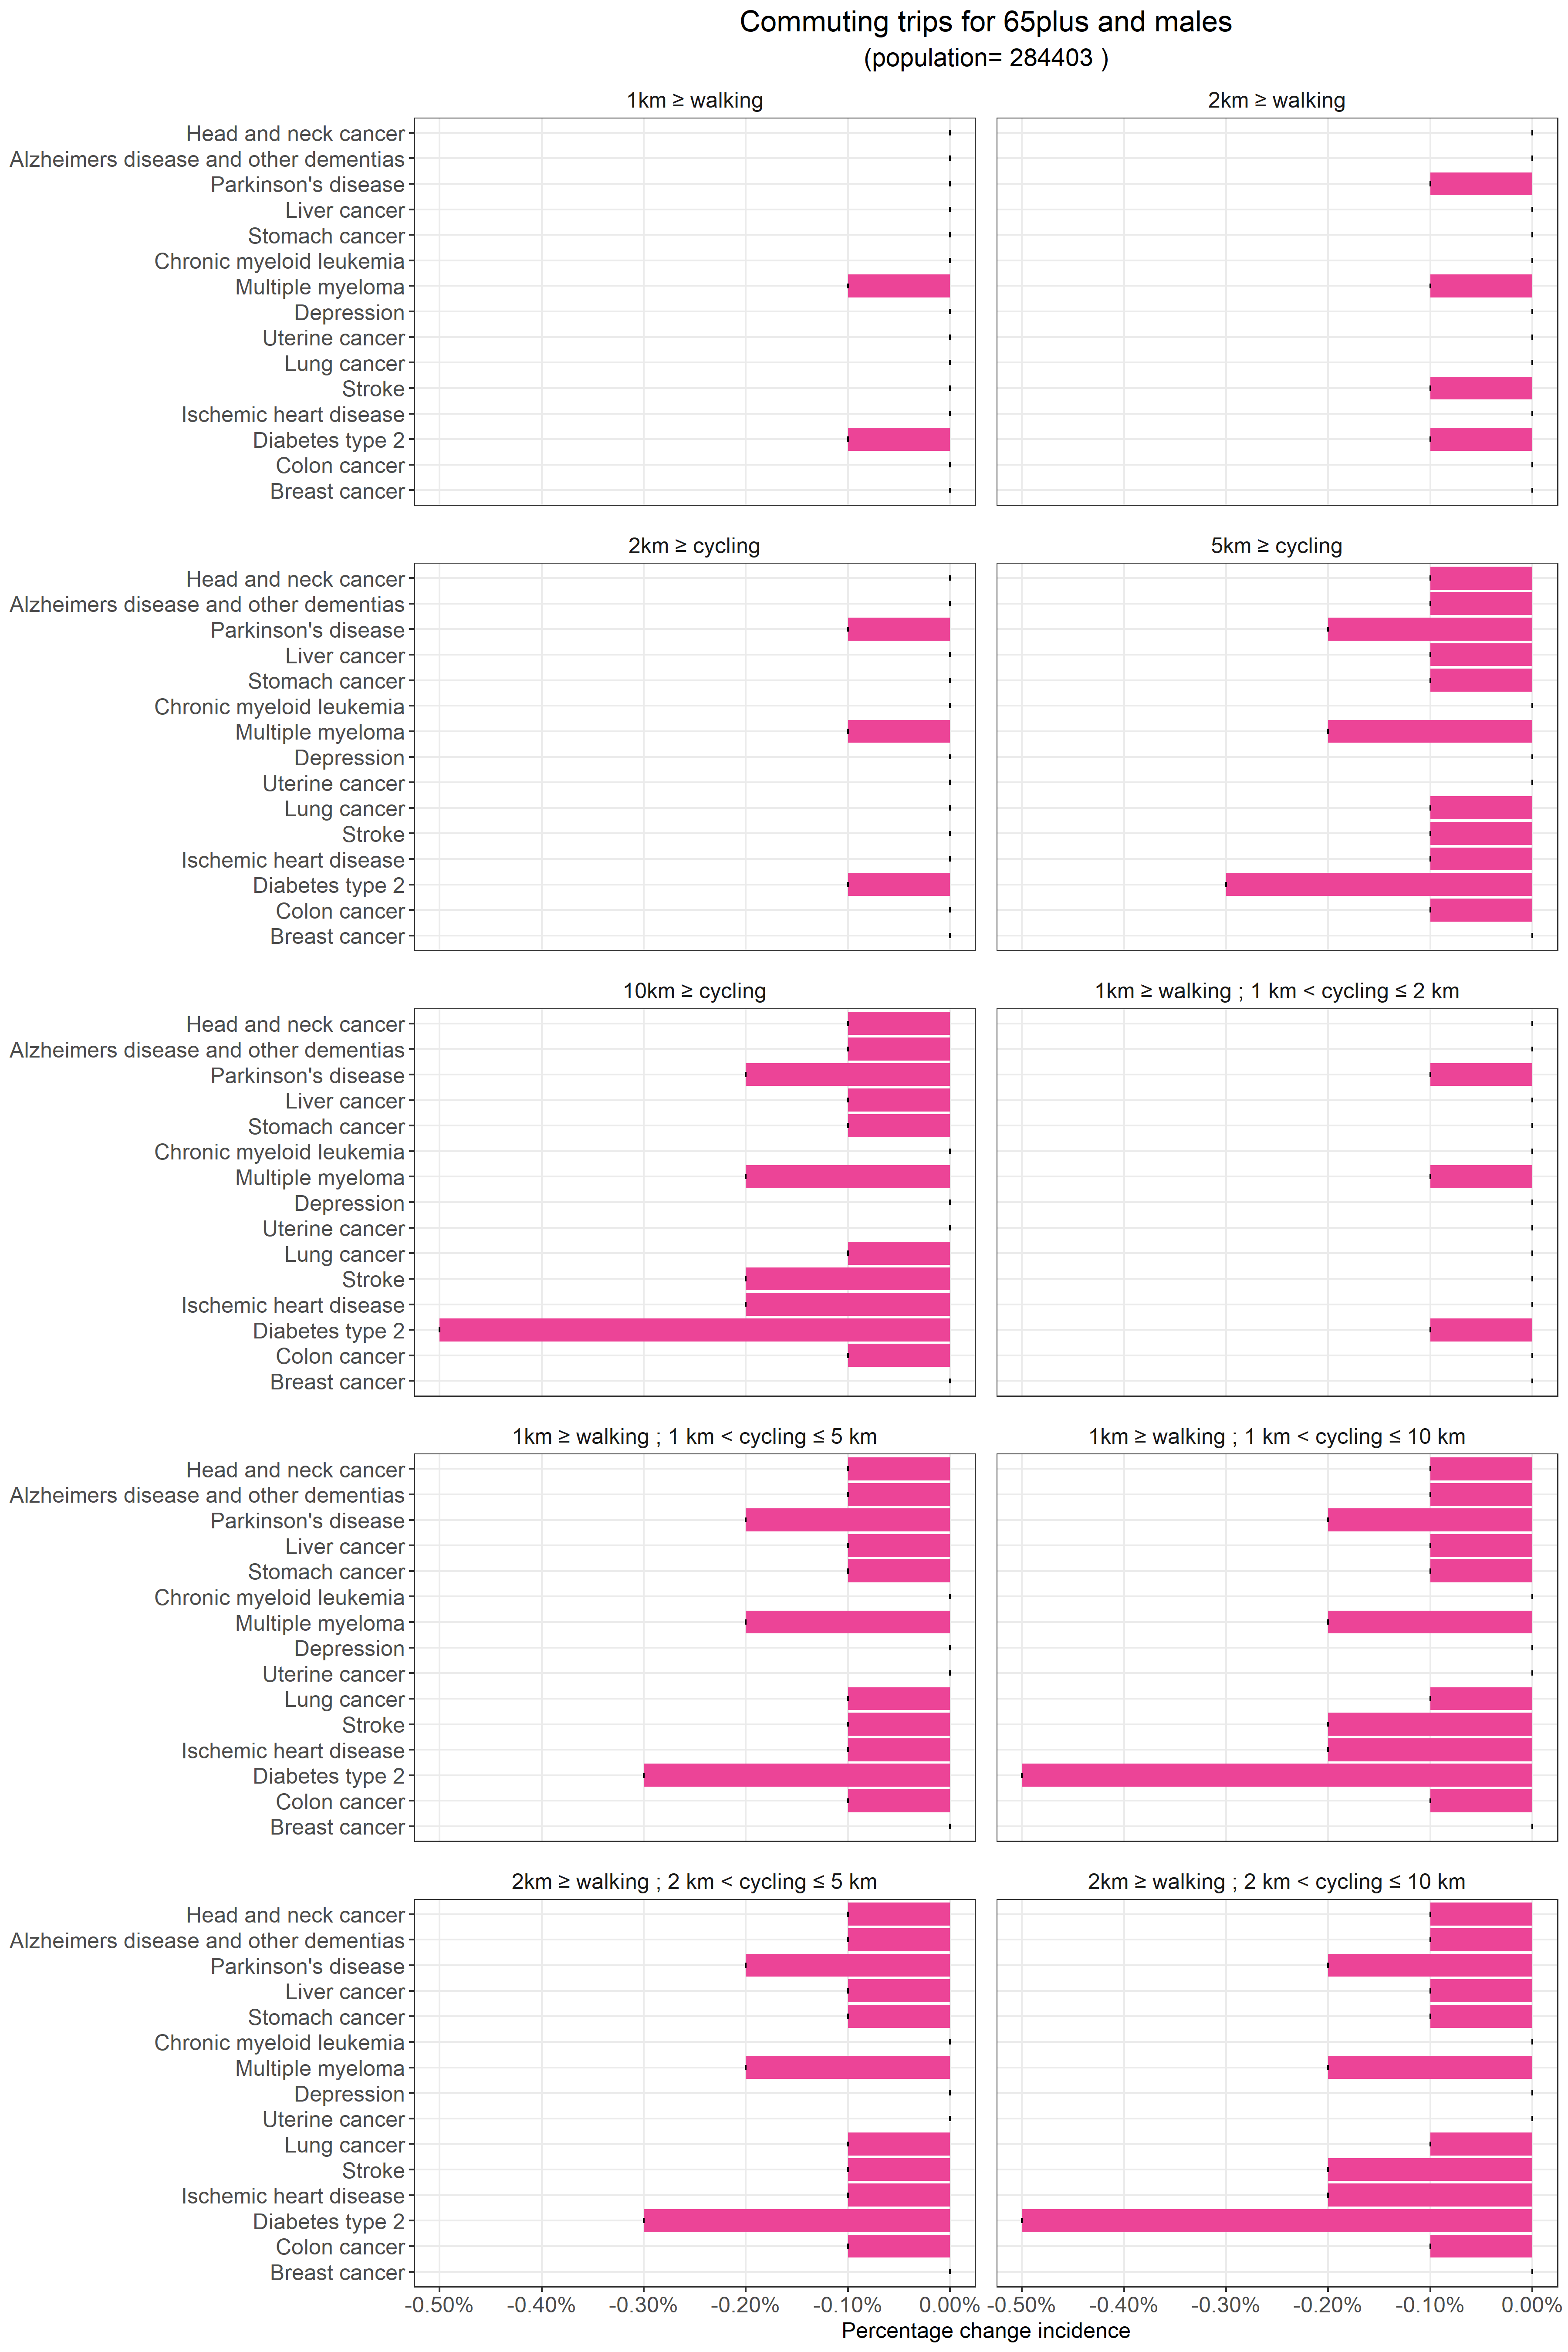 Commuting trips for 65plus and males
(population= 284403 )
1km ≥ walking
2km ≥ walking
Head and neck cancer
Alzheimers disease and other dementias
Parkinson's disease
Liver cancer
Stomach cancer
Chronic myeloid leukemia
Multiple myeloma
Depression
Uterine cancer
Lung cancer
Stroke
Ischemic heart disease
Diabetes type 2
Colon cancer
Breast cancer
2km ≥ cycling
5km ≥ cycling
Head and neck cancer
Alzheimers disease and other dementias
Parkinson's disease
Liver cancer
Stomach cancer
Chronic myeloid leukemia
Multiple myeloma
Depression
Uterine cancer
Lung cancer
Stroke
Ischemic heart disease
Diabetes type 2
Colon cancer
Breast cancer
10km ≥ cycling
1km ≥ walking ; 1 km < cycling ≤ 2 km
Head and neck cancer
Alzheimers disease and other dementias
Parkinson's disease
Liver cancer
Stomach cancer
Chronic myeloid leukemia
Multiple myeloma
Depression
Uterine cancer
Lung cancer
Stroke
Ischemic heart disease
Diabetes type 2
Colon cancer
Breast cancer
1km ≥ walking ; 1 km < cycling ≤ 5 km
1km ≥ walking ; 1 km < cycling ≤ 10 km
Head and neck cancer
Alzheimers disease and other dementias
Parkinson's disease
Liver cancer
Stomach cancer
Chronic myeloid leukemia
Multiple myeloma
Depression
Uterine cancer
Lung cancer
Stroke
Ischemic heart disease
Diabetes type 2
Colon cancer
Breast cancer
2km ≥ walking ; 2 km < cycling ≤ 5 km
2km ≥ walking ; 2 km < cycling ≤ 10 km
Head and neck cancer
Alzheimers disease and other dementias
Parkinson's disease
Liver cancer
Stomach cancer
Chronic myeloid leukemia
Multiple myeloma
Depression
Uterine cancer
Lung cancer
Stroke
Ischemic heart disease
Diabetes type 2
Colon cancer
Breast cancer
-0.50% -0.40% -0.30% -0.20% -0.10% 0.00% -0.50% -0.40% -0.30% -0.20% -0.10% 0.00%
Percentage change incidence